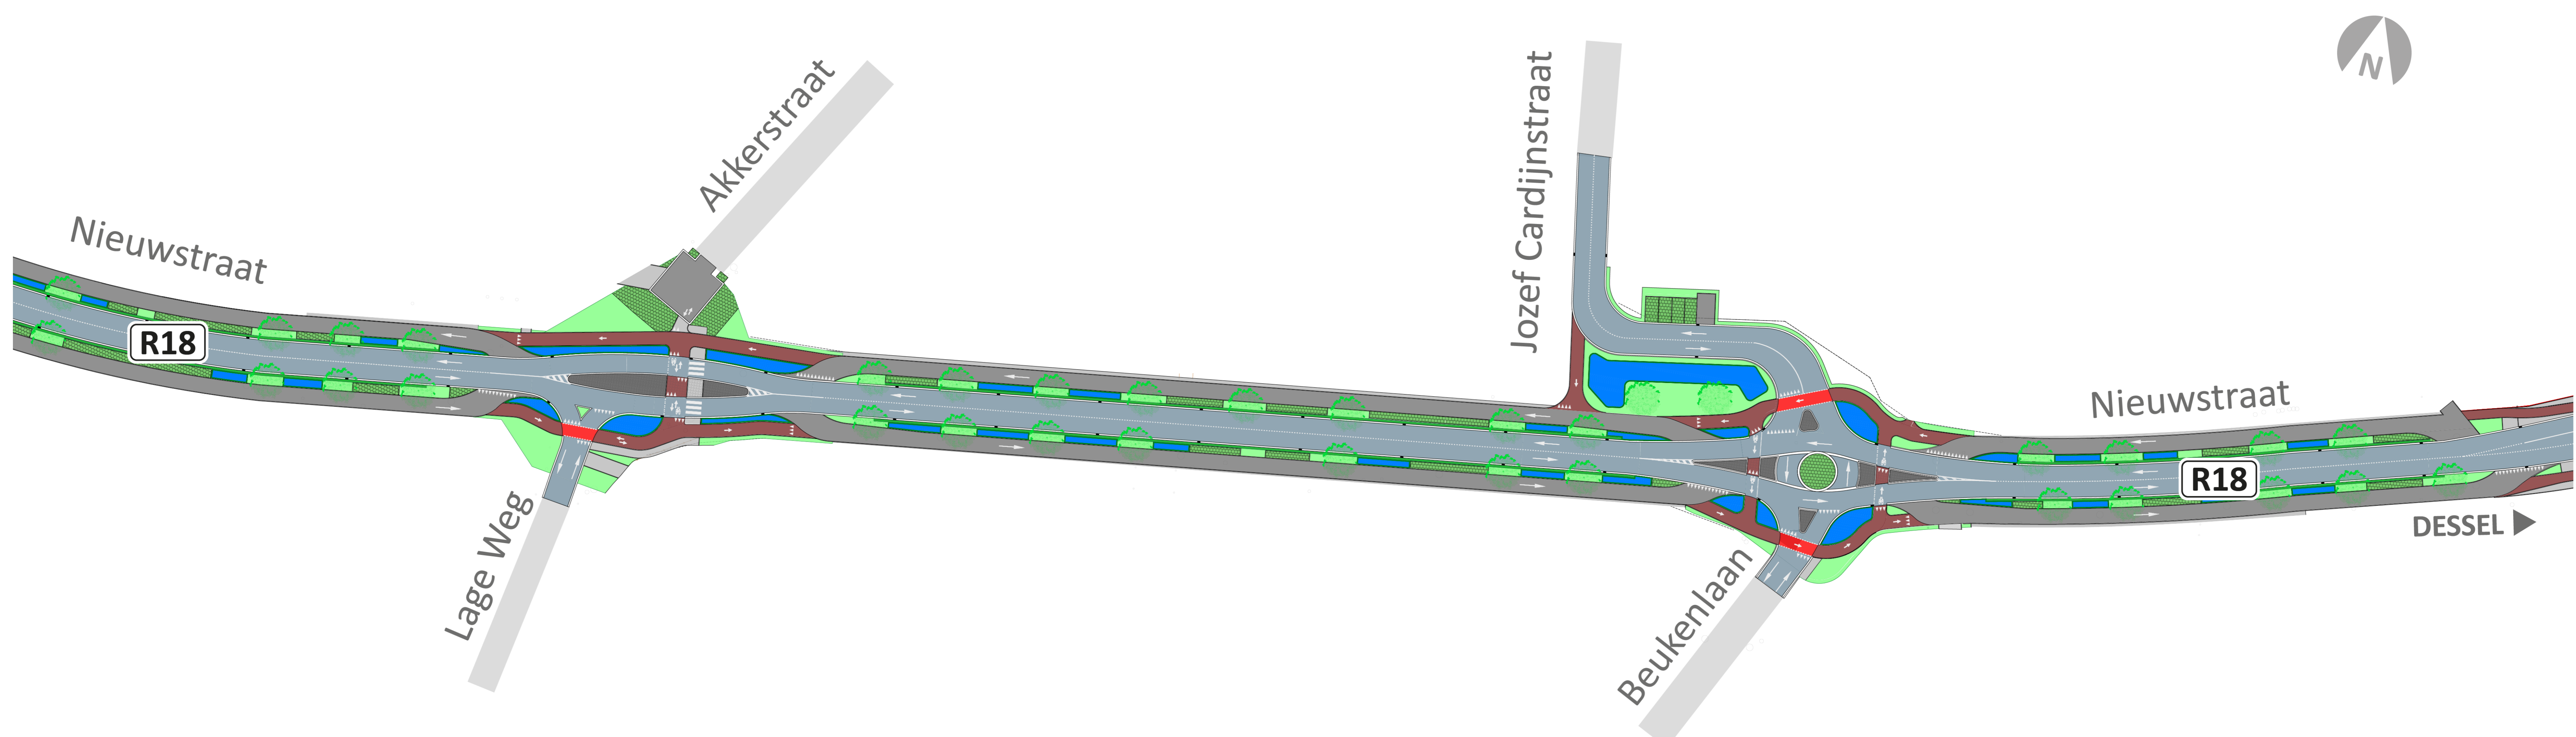 N
Akkerstraat
Jozef Cardijnstraat
Nieuwstraat
R18
Nieuwstraat
R18
DESSEL
Lage Weg
Beukenlaan